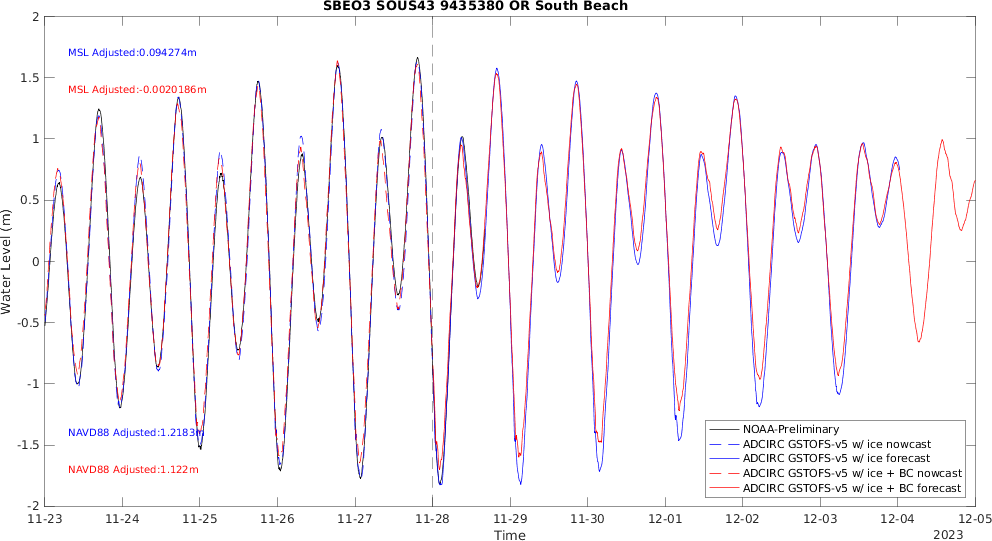 SBEO3 SOUS43 9435380 OR South Beach
2
1.5
1
0.5
0
-0.5
-1
-1.5
-2
Water Level (m)
MSL Adjusted:0.094274m
MSL Adjusted:-0.0020186m
NAVD88 Adjusted:1.2183m
NAVD88 Adjusted:1.122m
NOAA-Preliminary
ADCIRC GSTOFS-v5 w/ ice nowcast
ADCIRC GSTOFS-v5 w/ ice forecast
ADCIRC GSTOFS-v5 w/ ice + BC nowcast
ADCIRC GSTOFS-v5 w/ ice + BC forecast
11-23 11-24 11-25 11-26 11-27 11-28 11-29 11-30 12-01 12-02 12-03 12-04 12-05
Time
2023